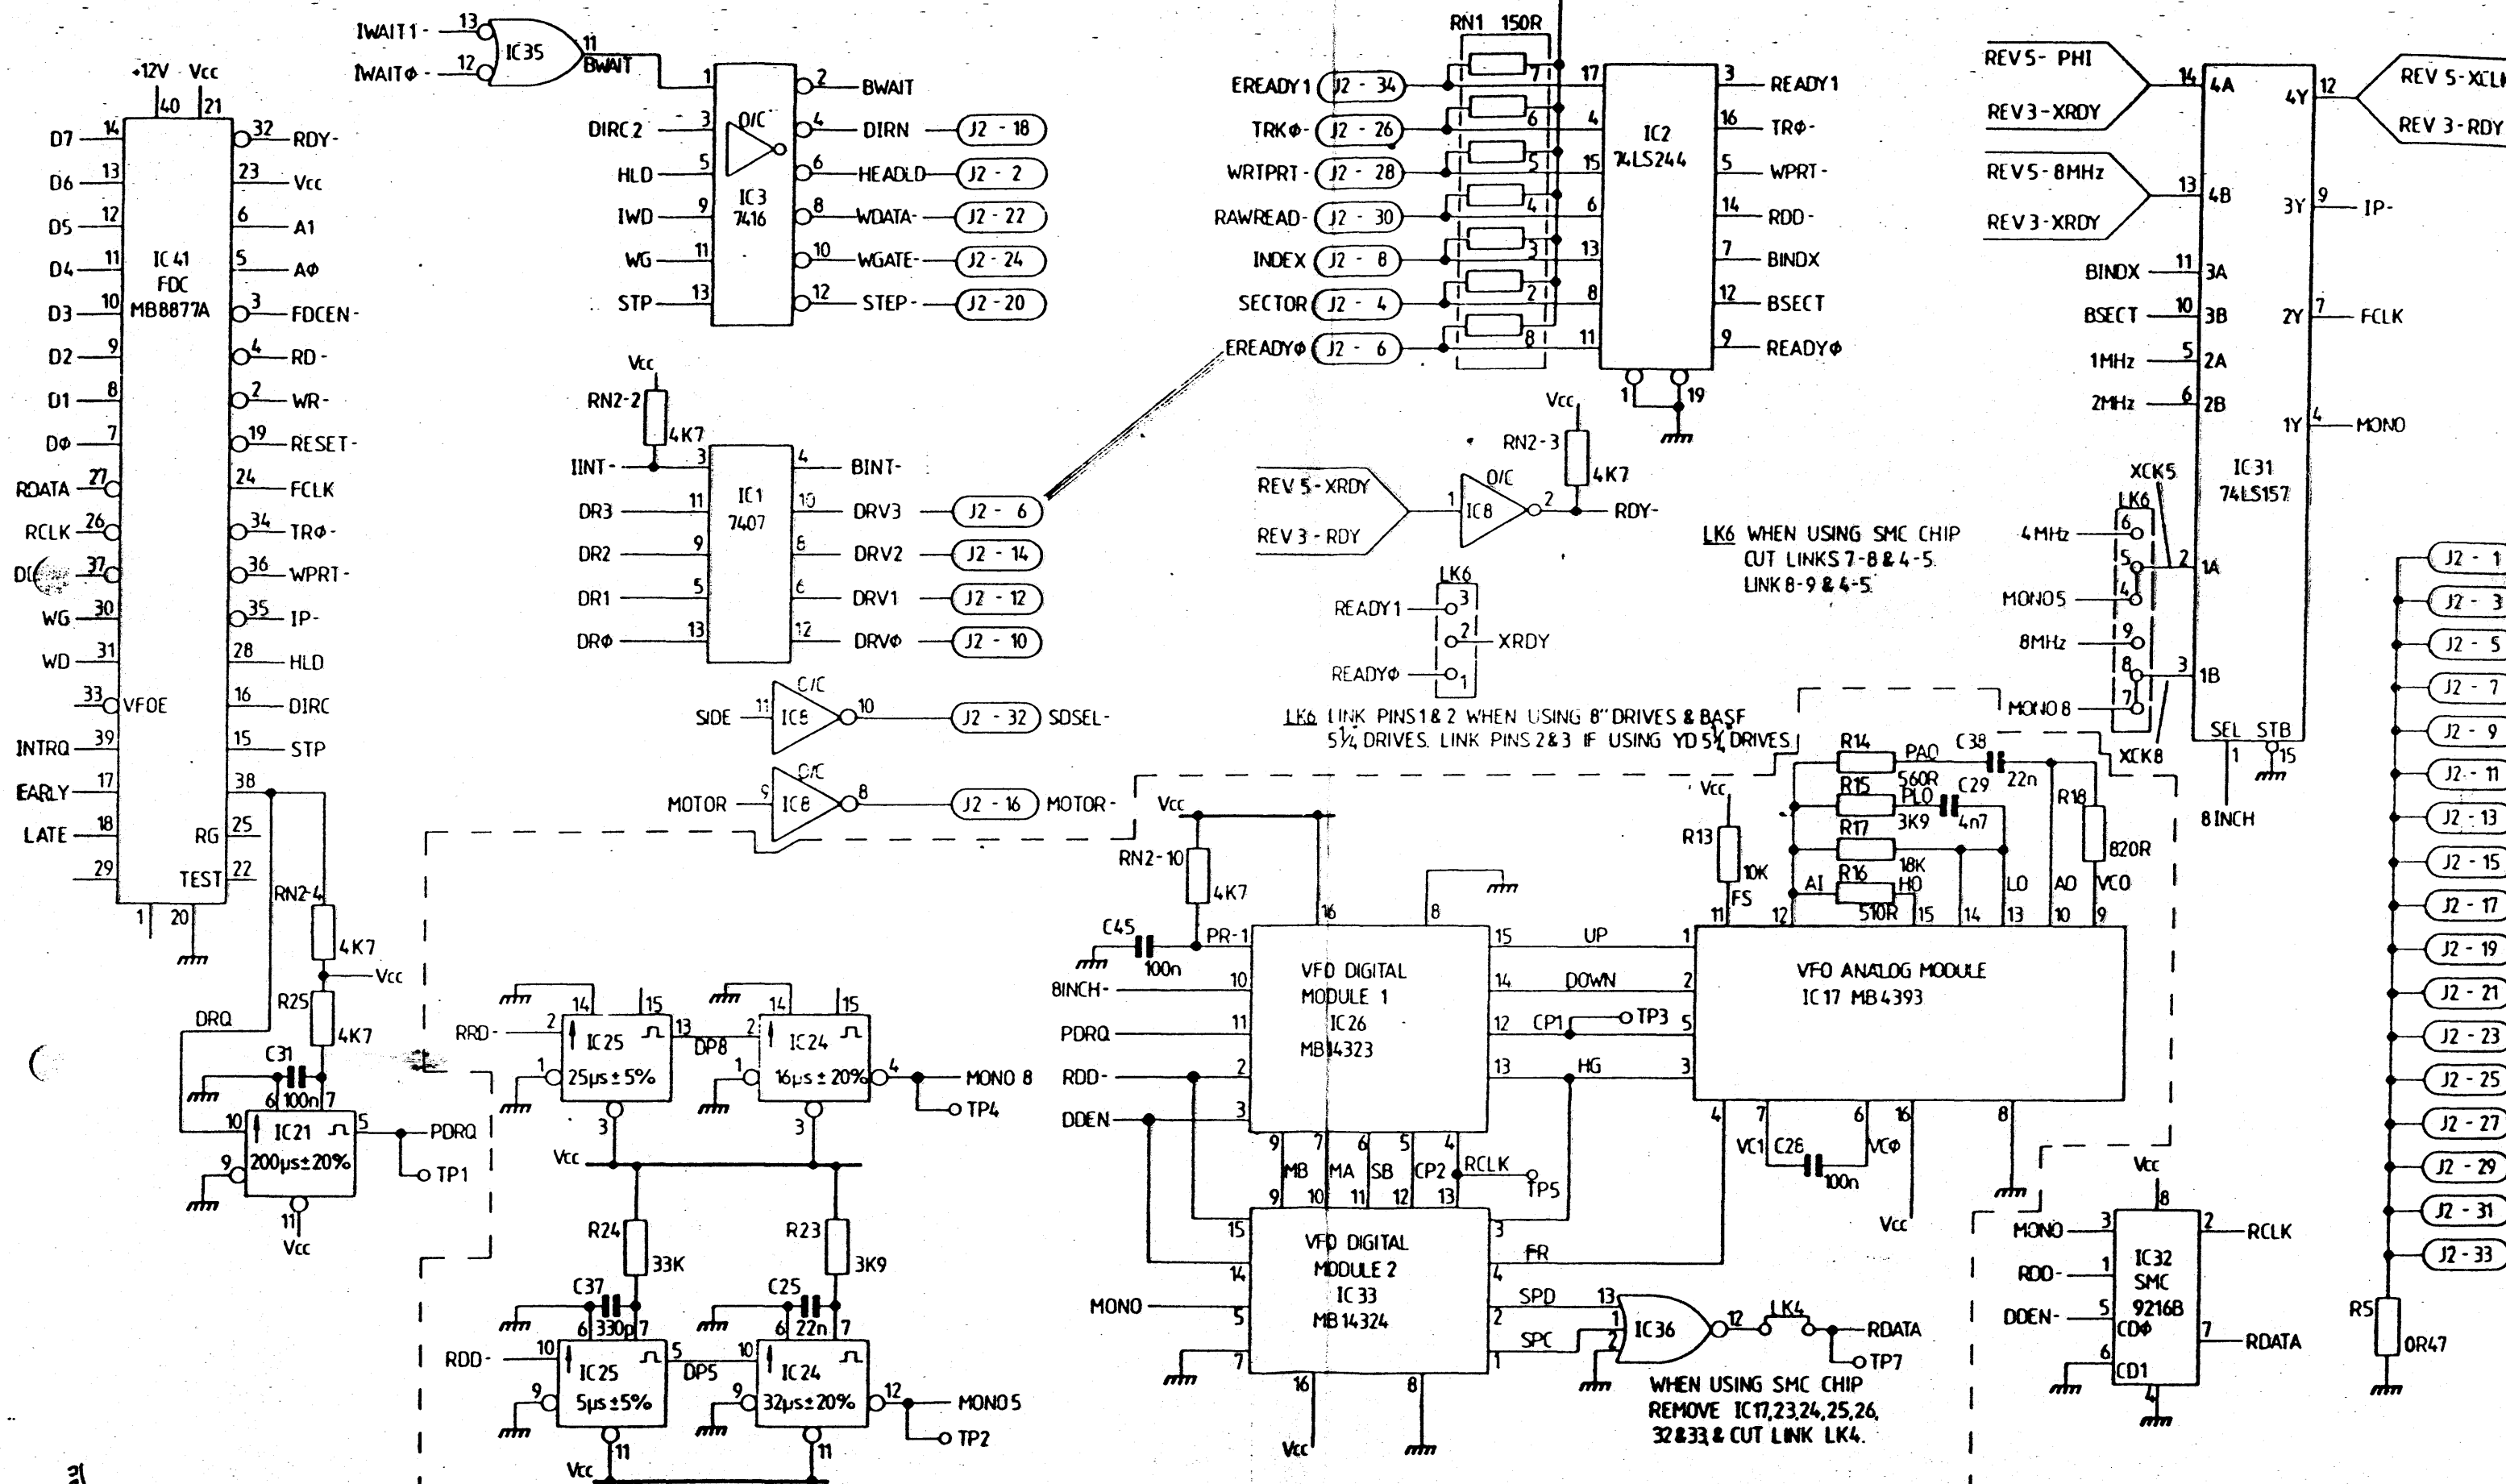 IWAIT1-
13
IWAITΦ-
12
IC35
11
BWAIT
+12V Vcc
40 21
D7 14
D6 13
D5 12
D4 11
D3 10
D2 9
D1 8
DΦ 7
RDATA 27
RCLK 26
37
WG 30
WD 31
33 VFOE
INTRQ 39
EARLY 17
LATE 18
29
IC41
FDC
MB8877A
32 RDY-
23 Vcc
6 A1
5 AΦ
3 FDCEN-
4 RD-
2 WR-
19 RESET-
24 FCLK
34 TRΦ-
36 WPRT-
35 IP-
28 HLD
16 DIRC
15 STP
38
RG 25
TEST 22
1 20
RN2-4
4K7
Vcc
R25
4K7
DRQ
C31
100n
6 7
10
IC21
200µs±20%
9
5 PDRQ
TP1
11
Vcc
1 2 BWAIT
DIRC2 3 4 DIRN J2 - 18
HLD 5 6 HEADLD J2 - 2
IWD 9 8 WDATA- J2 - 22
WG 11 10 WGATE- J2 - 24
STP 13 12 STEP- J2 - 20
O/C
IC3
7416
Vcc
RN2-2
4K7
IINT- 3 4 BINT-
DR3 11 10 DRV3 J2 - 6
DR2 9 8 DRV2 J2 - 14
DR1 5 6 DRV1 J2 - 12
DRΦ 13 12 DRVΦ J2 - 10
IC1
7407
O/C
SIDE 11 IC8 10 J2 - 32 SDSEL-
O/C
MOTOR 9 IC8 8 J2 - 16 MOTOR-
RN1 150R
EREADY1 J2 - 34 7 17 3 READY1
TRKΦ- J2 - 26 6 4 16 TRΦ-
WRTPRT- J2 - 28 5 15 5 WPRT-
RAWREAD- J2 - 30 4 6 14 RDD-
INDEX J2 - 8 3 13 7 BINDX
SECTOR J2 - 4 2 8 12 BSECT
EREADYΦ J2 - 6 8 11 9 READYΦ
IC2
74LS244
1 19
Vcc
RN2-3
4K7
REV 5-XRDY
REV 3-RDY
O/C
1 IC8 2 RDY-
LK6
READY1 3
2 XRDY
READYΦ 1
LK6 WHEN USING SMC CHIP
CUT LINKS 7-8 & 4-5.
LINK 8-9 & 4-5.
LK6 LINK PINS 1 & 2 WHEN USING 8" DRIVES & BASF
5¼ DRIVES. LINK PINS 2 & 3 IF USING YD 5¼ DRIVES
REV 5- PHI
REV 3-XRDY
REV 5-8MHz
REV 3-XRDY
14 4A
13 4B
BINDX 11 3A
BSECT 10 3B
1MHz 5 2A
2MHz 6 2B
XCK5
LK6
4MHz 6
5 2 1A
MONO5 4
8MHz 9
8 3 1B
MONO8 7
XCK8
IC31
74LS157
4Y 12
REV 5-XCL
REV 3-RDY
3Y 9 IP-
2Y 7 FCLK
1Y 4 MONO
SEL STB
1 15
8INCH
J2 - 1
J2 - 3
J2 - 5
J2 - 7
J2 - 9
J2 - 11
J2 - 13
J2 - 15
J2 - 17
J2 - 19
J2 - 21
J2 - 23
J2 - 25
J2 - 27
J2 - 29
J2 - 31
J2 - 33
R5
0R47
14 15
RRD- 2 IC25 13
1 25µs±5%
3
DP8
14 15
2 IC24
1 16µs±20% 4 MONO 8
TP4
3
Vcc
R24
33K
R23
3K9
C37
330p
6 7
C25
22n
6 7
RDD- 10 IC25 5
9 5µs±5%
11
DP5
10 IC24
9 32µs±20% 12 MONO5
TP2
11
Vcc
Vcc
RN2-10
4K7
C45
100n
PR-1
16 8
8INCH- 10
PDRQ 11
RDD- 2
DDEN 3
VFO DIGITAL
MODULE 1
IC26
MB14323
15 UP 1
14 DOWN 2
12 CP1 TP3 5
13 HG 3
9 7 6 5 4
MB MA SB CP2 RCLK
TP5
9 10 11 12 13
15
14
MONO 5
7
VFO DIGITAL
MODULE 2
IC33
MB14324
3
FR 4
SPD 2
SPC 1
16 8
Vcc
13
1
2
IC36
12 LK4 RDATA
TP7
WHEN USING SMC CHIP
REMOVE IC17,23,24,25,26,
32&33,& CUT LINK LK4.
Vcc
R13
10K
FS
R14
560R
PAO
C38
22n
R15
3K9
PLO
C29
4n7
R17
18K
R16
510R
AI HO LO AO VCO
R18
820R
11 12 15 14 13 10 9
VFO ANALOG MODULE
IC17 MB4393
4 7 6 16 8
VC1 C28 VCΦ
100n
Vcc
Vcc
8
MONO 3
RDD- 1
DDEN- 5
6
CDΦ
CD1
IC32
SMC
9216B
2 RCLK
7 RDATA
4